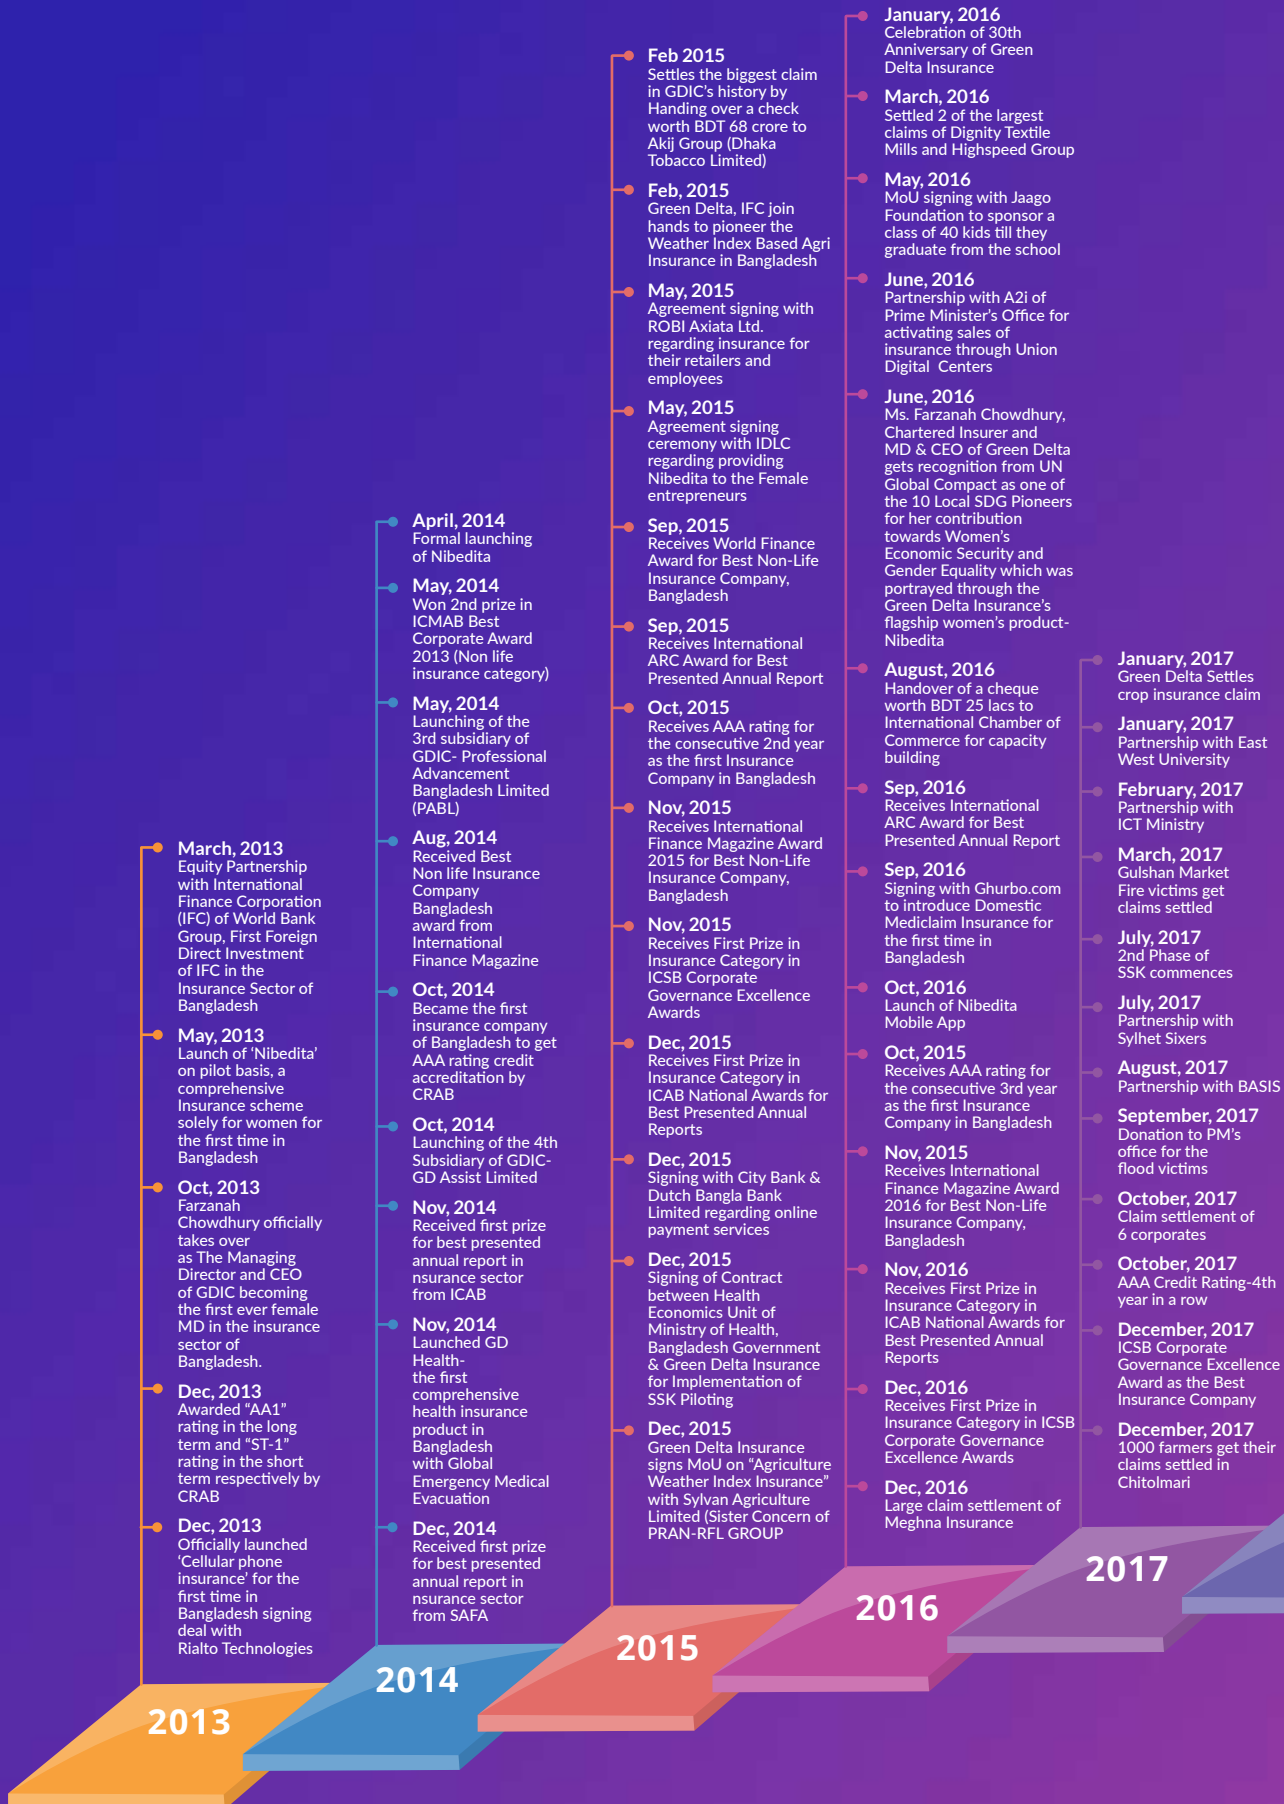 March, 2013
Equity Partnership
with International
Finance Corporation
(IFC) of World Bank
Group, First Foreign
Direct Investment
of IFC in the
Insurance Sector of
Bangladesh
May, 2013
Launch of ‘Nibedita’
on pilot basis, a
comprehensive
Insurance scheme
solely for women for
the first time in
Bangladesh
Oct, 2013
Farzanah
Chowdhury officially
takes over
as The Managing
Director and CEO
of GDIC becoming
the first ever female
MD in the insurance
sector of
Bangladesh.
Dec, 2013
Awarded “AA1”
rating in the long
term and “ST-1”
rating in the short
term respectively by
CRAB
Dec, 2013
Officially launched
‘Cellular phone
insurance’ for the
first time in
Bangladesh signing
deal with
Rialto Technologies
2013
April, 2014
Formal launching
of Nibedita
May, 2014
Won 2nd prize in
ICMAB Best
Corporate Award
2013 (Non life
insurance category)
May, 2014
Launching of the
3rd subsidiary of
GDIC- Professional
Advancement
Bangladesh Limited
(PABL)
Aug, 2014
Received Best
Non life Insurance
Company
Bangladesh
award from
International
Finance Magazine
Oct, 2014
Became the first
insurance company
of Bangladesh to get
AAA rating credit
accreditation by
CRAB
Oct, 2014
Launching of the 4th
Subsidiary of GDIC-
GD Assist Limited
Nov, 2014
Received first prize
for best presented
annual report in
nsurance sector
from ICAB
Nov, 2014
Launched GD
Health-
the first
comprehensive
health insurance
product in
Bangladesh
with Global
Emergency Medical
Evacuation
Dec, 2014
Received first prize
for best presented
annual report in
nsurance sector
from SAFA
2014
Feb 2015
Settles the biggest claim
in GDIC’s history by
Handing over a check
worth BDT 68 crore to
Akij Group (Dhaka
Tobacco Limited)
Feb, 2015
Green Delta, IFC join
hands to pioneer the
Weather Index Based Agri
Insurance in Bangladesh
May, 2015
Agreement signing with
ROBI Axiata Ltd.
regarding insurance for
their retailers and
employees
May, 2015
Agreement signing
ceremony with IDLC
regarding providing
Nibedita to the Female
entrepreneurs
Sep, 2015
Receives World Finance
Award for Best Non-Life
Insurance Company,
Bangladesh
Sep, 2015
Receives International
ARC Award for Best
Presented Annual Report
Oct, 2015
Receives AAA rating for
the consecutive 2nd year
as the first Insurance
Company in Bangladesh
Nov, 2015
Receives International
Finance Magazine Award
2015 for Best Non-Life
Insurance Company,
Bangladesh
Nov, 2015
Receives First Prize in
Insurance Category in
ICSB Corporate
Governance Excellence
Awards
Dec, 2015
Receives First Prize in
Insurance Category in
ICAB National Awards for
Best Presented Annual
Reports
Dec, 2015
Signing with City Bank &
Dutch Bangla Bank
Limited regarding online
payment services
Dec, 2015
Signing of Contract
between Health
Economics Unit of
Ministry of Health,
Bangladesh Government
& Green Delta Insurance
for Implementation of
SSK Piloting
Dec, 2015
Green Delta Insurance
signs MoU on “Agriculture
Weather Index Insurance”
with Sylvan Agriculture
Limited (Sister Concern of
PRAN-RFL GROUP
2015
January, 2016
Celebration of 30th
Anniversary of Green
Delta Insurance
March, 2016
Settled 2 of the largest
claims of Dignity Textile
Mills and Highspeed Group
May, 2016
MoU signing with Jaago
Foundation to sponsor a
class of 40 kids till they
graduate from the school
June, 2016
Partnership with A2i of
Prime Minister’s Office for
activating sales of
insurance through Union
Digital Centers
June, 2016
Ms. Farzanah Chowdhury,
Chartered Insurer and
MD & CEO of Green Delta
gets recognition from UN
Global Compact as one of
the 10 Local SDG Pioneers
for her contribution
towards Women’s
Economic Security and
Gender Equality which was
portrayed through the
Green Delta Insurance’s
flagship women’s product-
Nibedita
August, 2016
Handover of a cheque
worth BDT 25 lacs to
International Chamber of
Commerce for capacity
building
Sep, 2016
Receives International
ARC Award for Best
Presented Annual Report
Sep, 2016
Signing with Ghurbo.com
to introduce Domestic
Mediclaim Insurance for
the first time in
Bangladesh
Oct, 2016
Launch of Nibedita
Mobile App
Oct, 2015
Receives AAA rating for
the consecutive 3rd year
as the first Insurance
Company in Bangladesh
Nov, 2015
Receives International
Finance Magazine Award
2016 for Best Non-Life
Insurance Company,
Bangladesh
Nov, 2016
Receives First Prize in
Insurance Category in
ICAB National Awards for
Best Presented Annual
Reports
Dec, 2016
Receives First Prize in
Insurance Category in ICSB
Corporate Governance
Excellence Awards
Dec, 2016
Large claim settlement of
Meghna Insurance
2016
January, 2017
Green Delta Settles
crop insurance claim
January, 2017
Partnership with East
West University
February, 2017
Partnership with
ICT Ministry
March, 2017
Gulshan Market
Fire victims get
claims settled
July, 2017
2nd Phase of
SSK commences
July, 2017
Partnership with
Sylhet Sixers
August, 2017
Partnership with BASIS
September, 2017
Donation to PM’s
office for the
flood victims
October, 2017
Claim settlement of
6 corporates
October, 2017
AAA Credit Rating-4th
year in a row
December, 2017
ICSB Corporate
Governance Excellence
Award as the Best
Insurance Company
December, 2017
1000 farmers get their
claims settled in
Chitolmari
2017